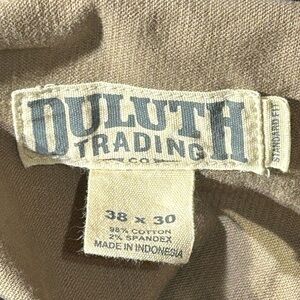 DULUTH
TRADING
CO
STANDARD FIT
38 x 30
98% COTTON
2% SPANDEX
MADE IN INDONESIA